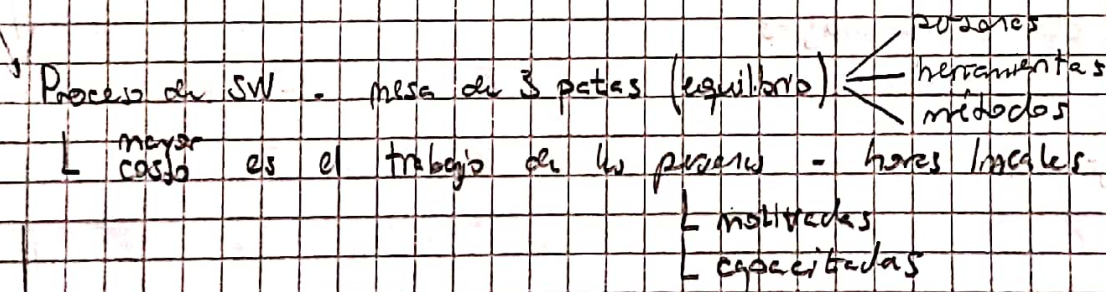 Proceso de SW - mesa de 3 patas (equilibrio)
herramientas
métodos
mayor
costo es el trabajo de las personas - horas lineales
motivadas
capacitadas